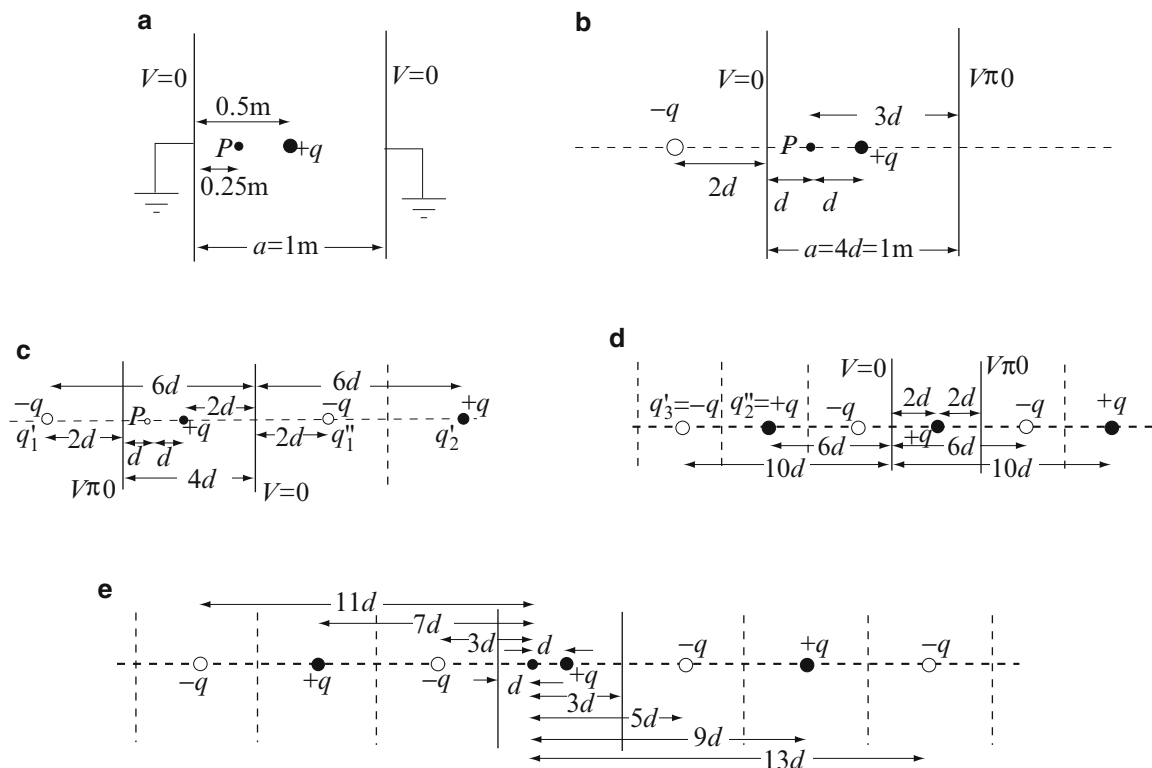 a
V=0
V=0
0.5m
P
+q
0.25m
a=1m
b
V=0
Vπ0
−q
3d
P
+q
2d
d
d
a=4d=1m
c
6d
6d
−q
P
2d
+q
−q
+q
q'₁
2d
d
d
2d
q''₁
q'₂
4d
Vπ0
V=0
d
V=0
Vπ0
q'₃=−q
q''₂=+q
−q
2d
2d
−q
+q
+q
6d
6d
10d
10d
e
11d
7d
3d
d
−q
+q
−q
−q
+q
−q
d
+q
3d
5d
9d
13d